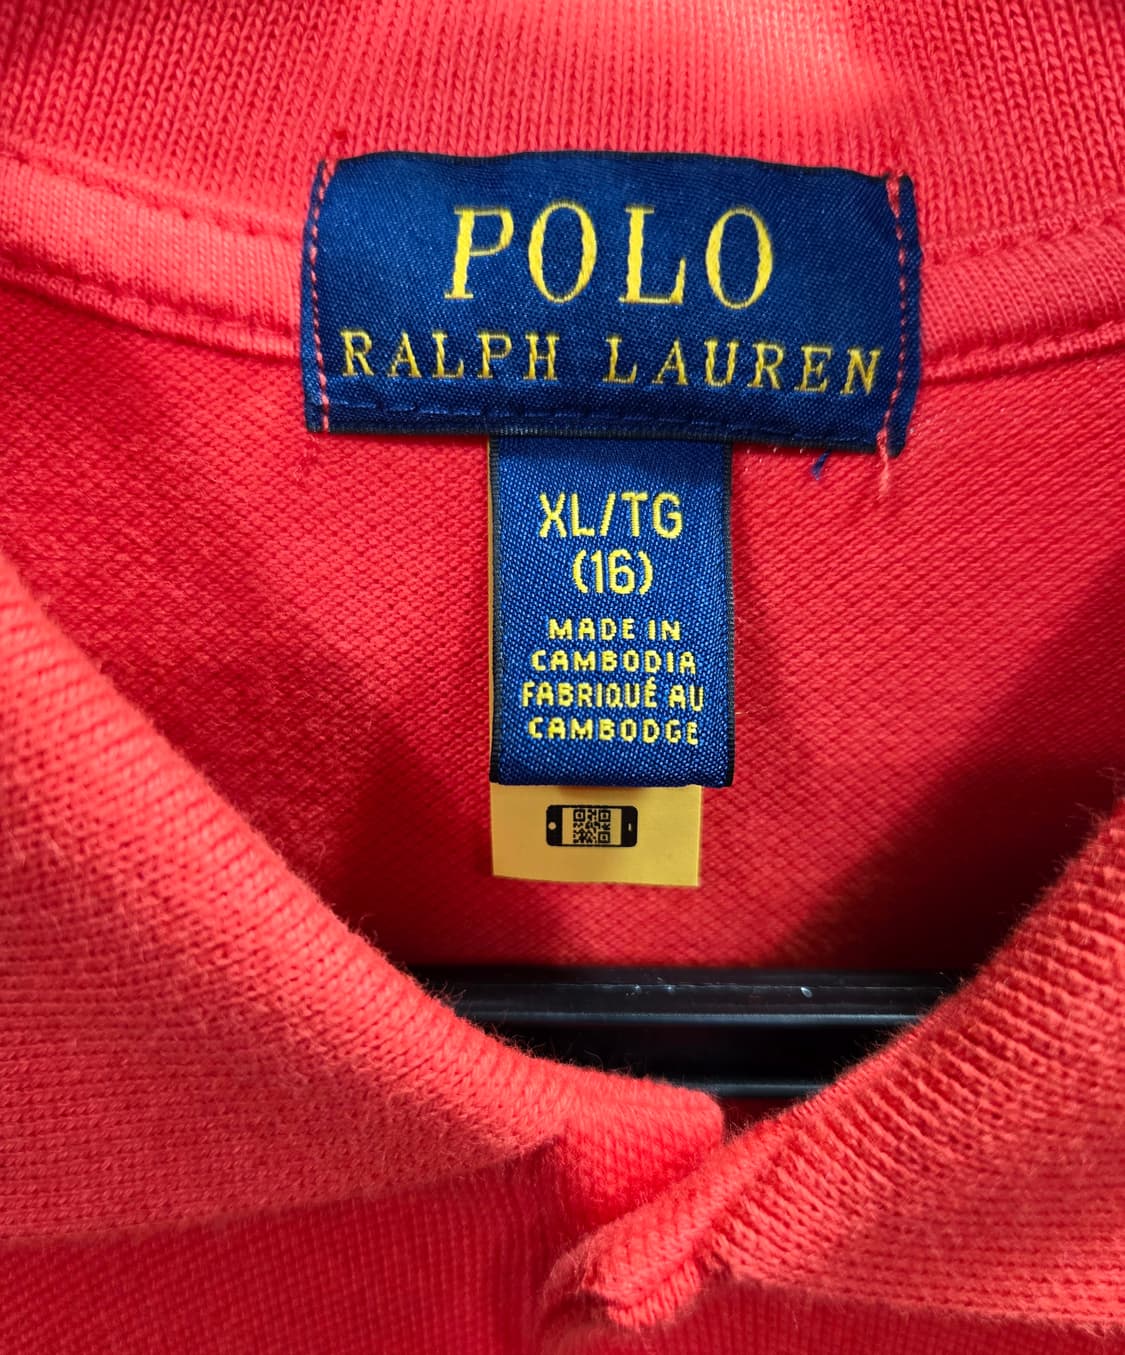 POLO
RALPH LAUREN
XL/TG
(16)
MADE IN
CAMBODIA
FABRIQUÉ AU
CAMBODGE